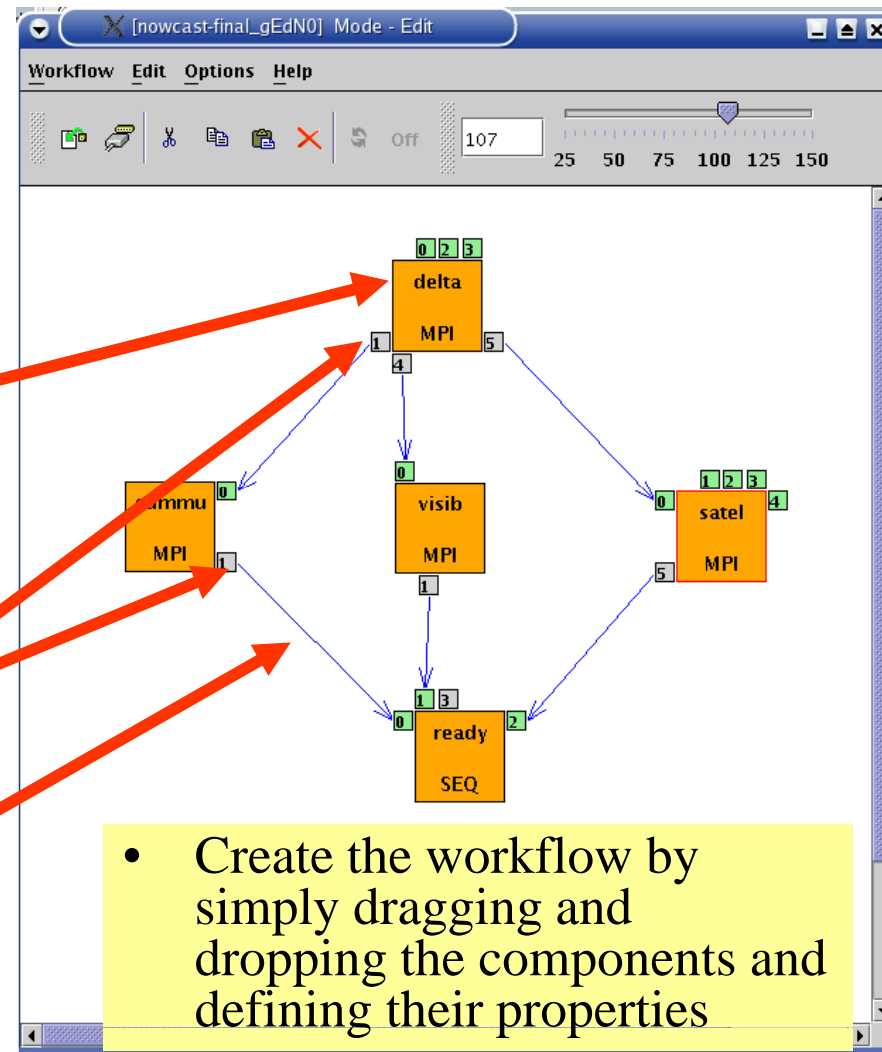 [nowcast-final_gEdN0] Mode - Edit
Workflow Edit Options Help
Off 107
25 50 75 100 125 150
0 2 3
delta
MPI
1 5
4
0
0
1 2 3
0 4
visib
satel
MPI
MPI
MPI
1
5
1
1 3
0 2
ready
SEQ
• Create the workflow by
simply dragging and
dropping the components and
defining their properties